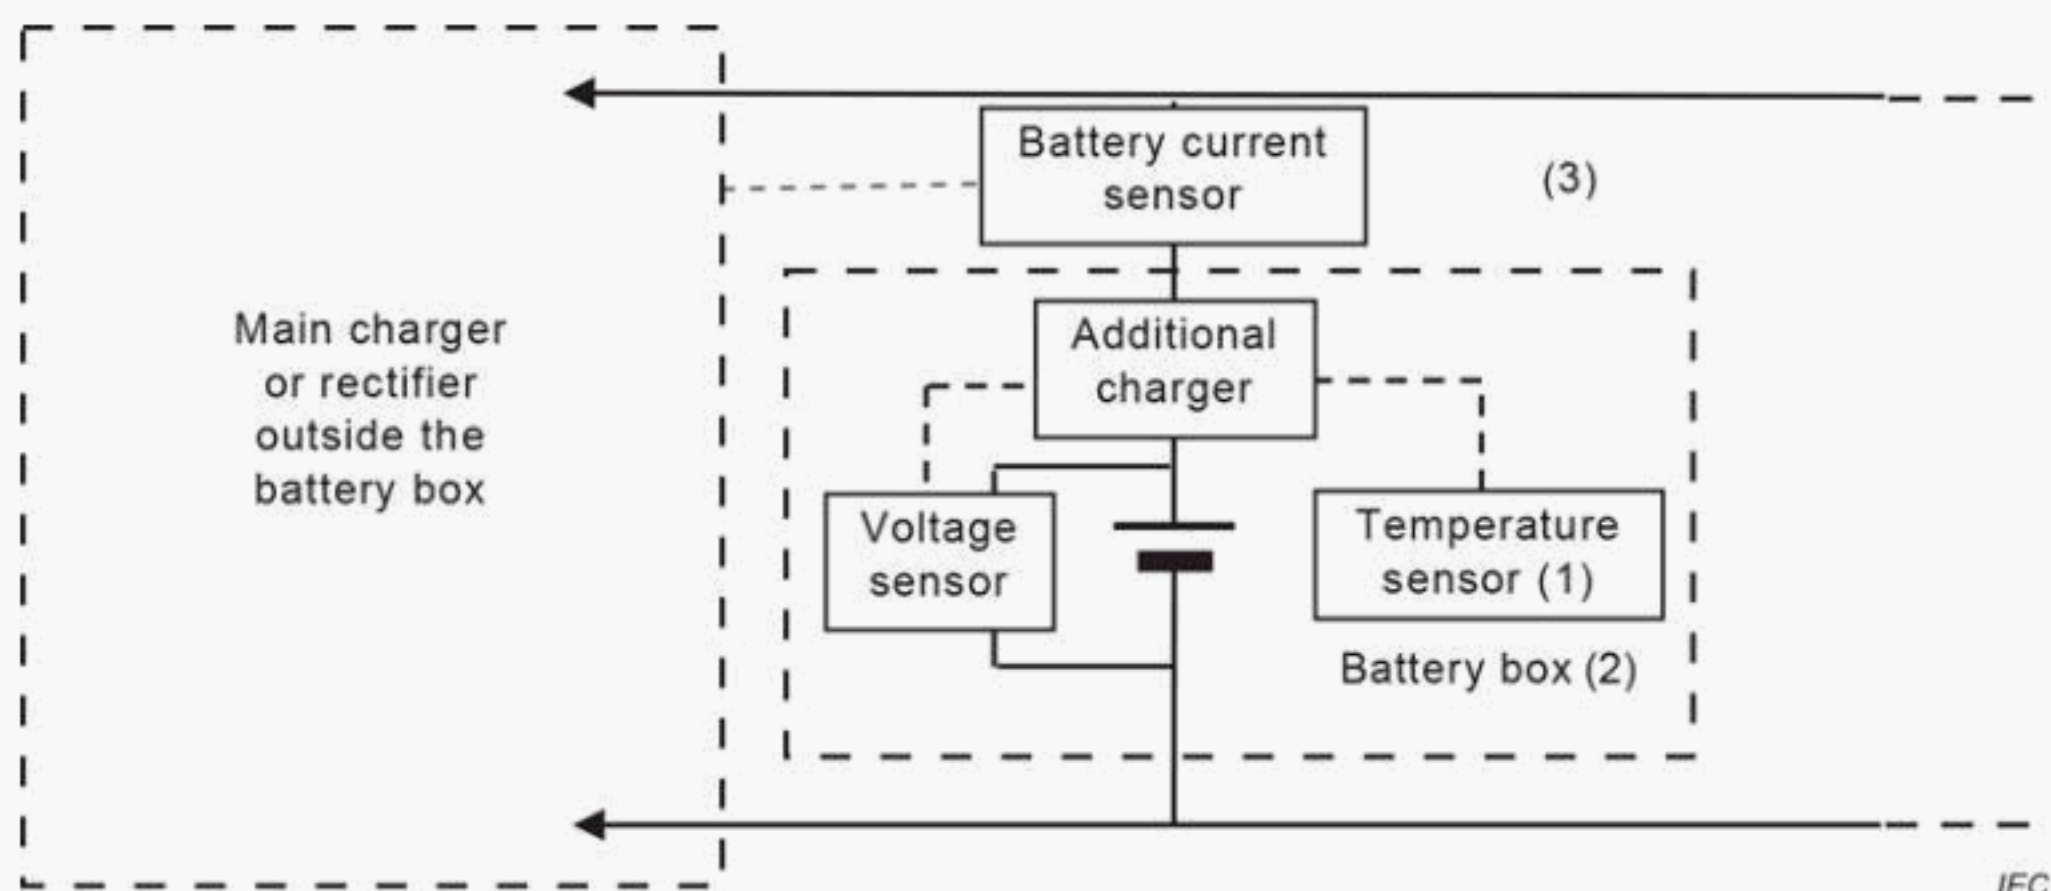 Battery current
sensor
(3)
Main charger
or rectifier
outside the
battery box
Additional
charger
Voltage
sensor
Temperature
sensor (1)
Battery box (2)
IEC